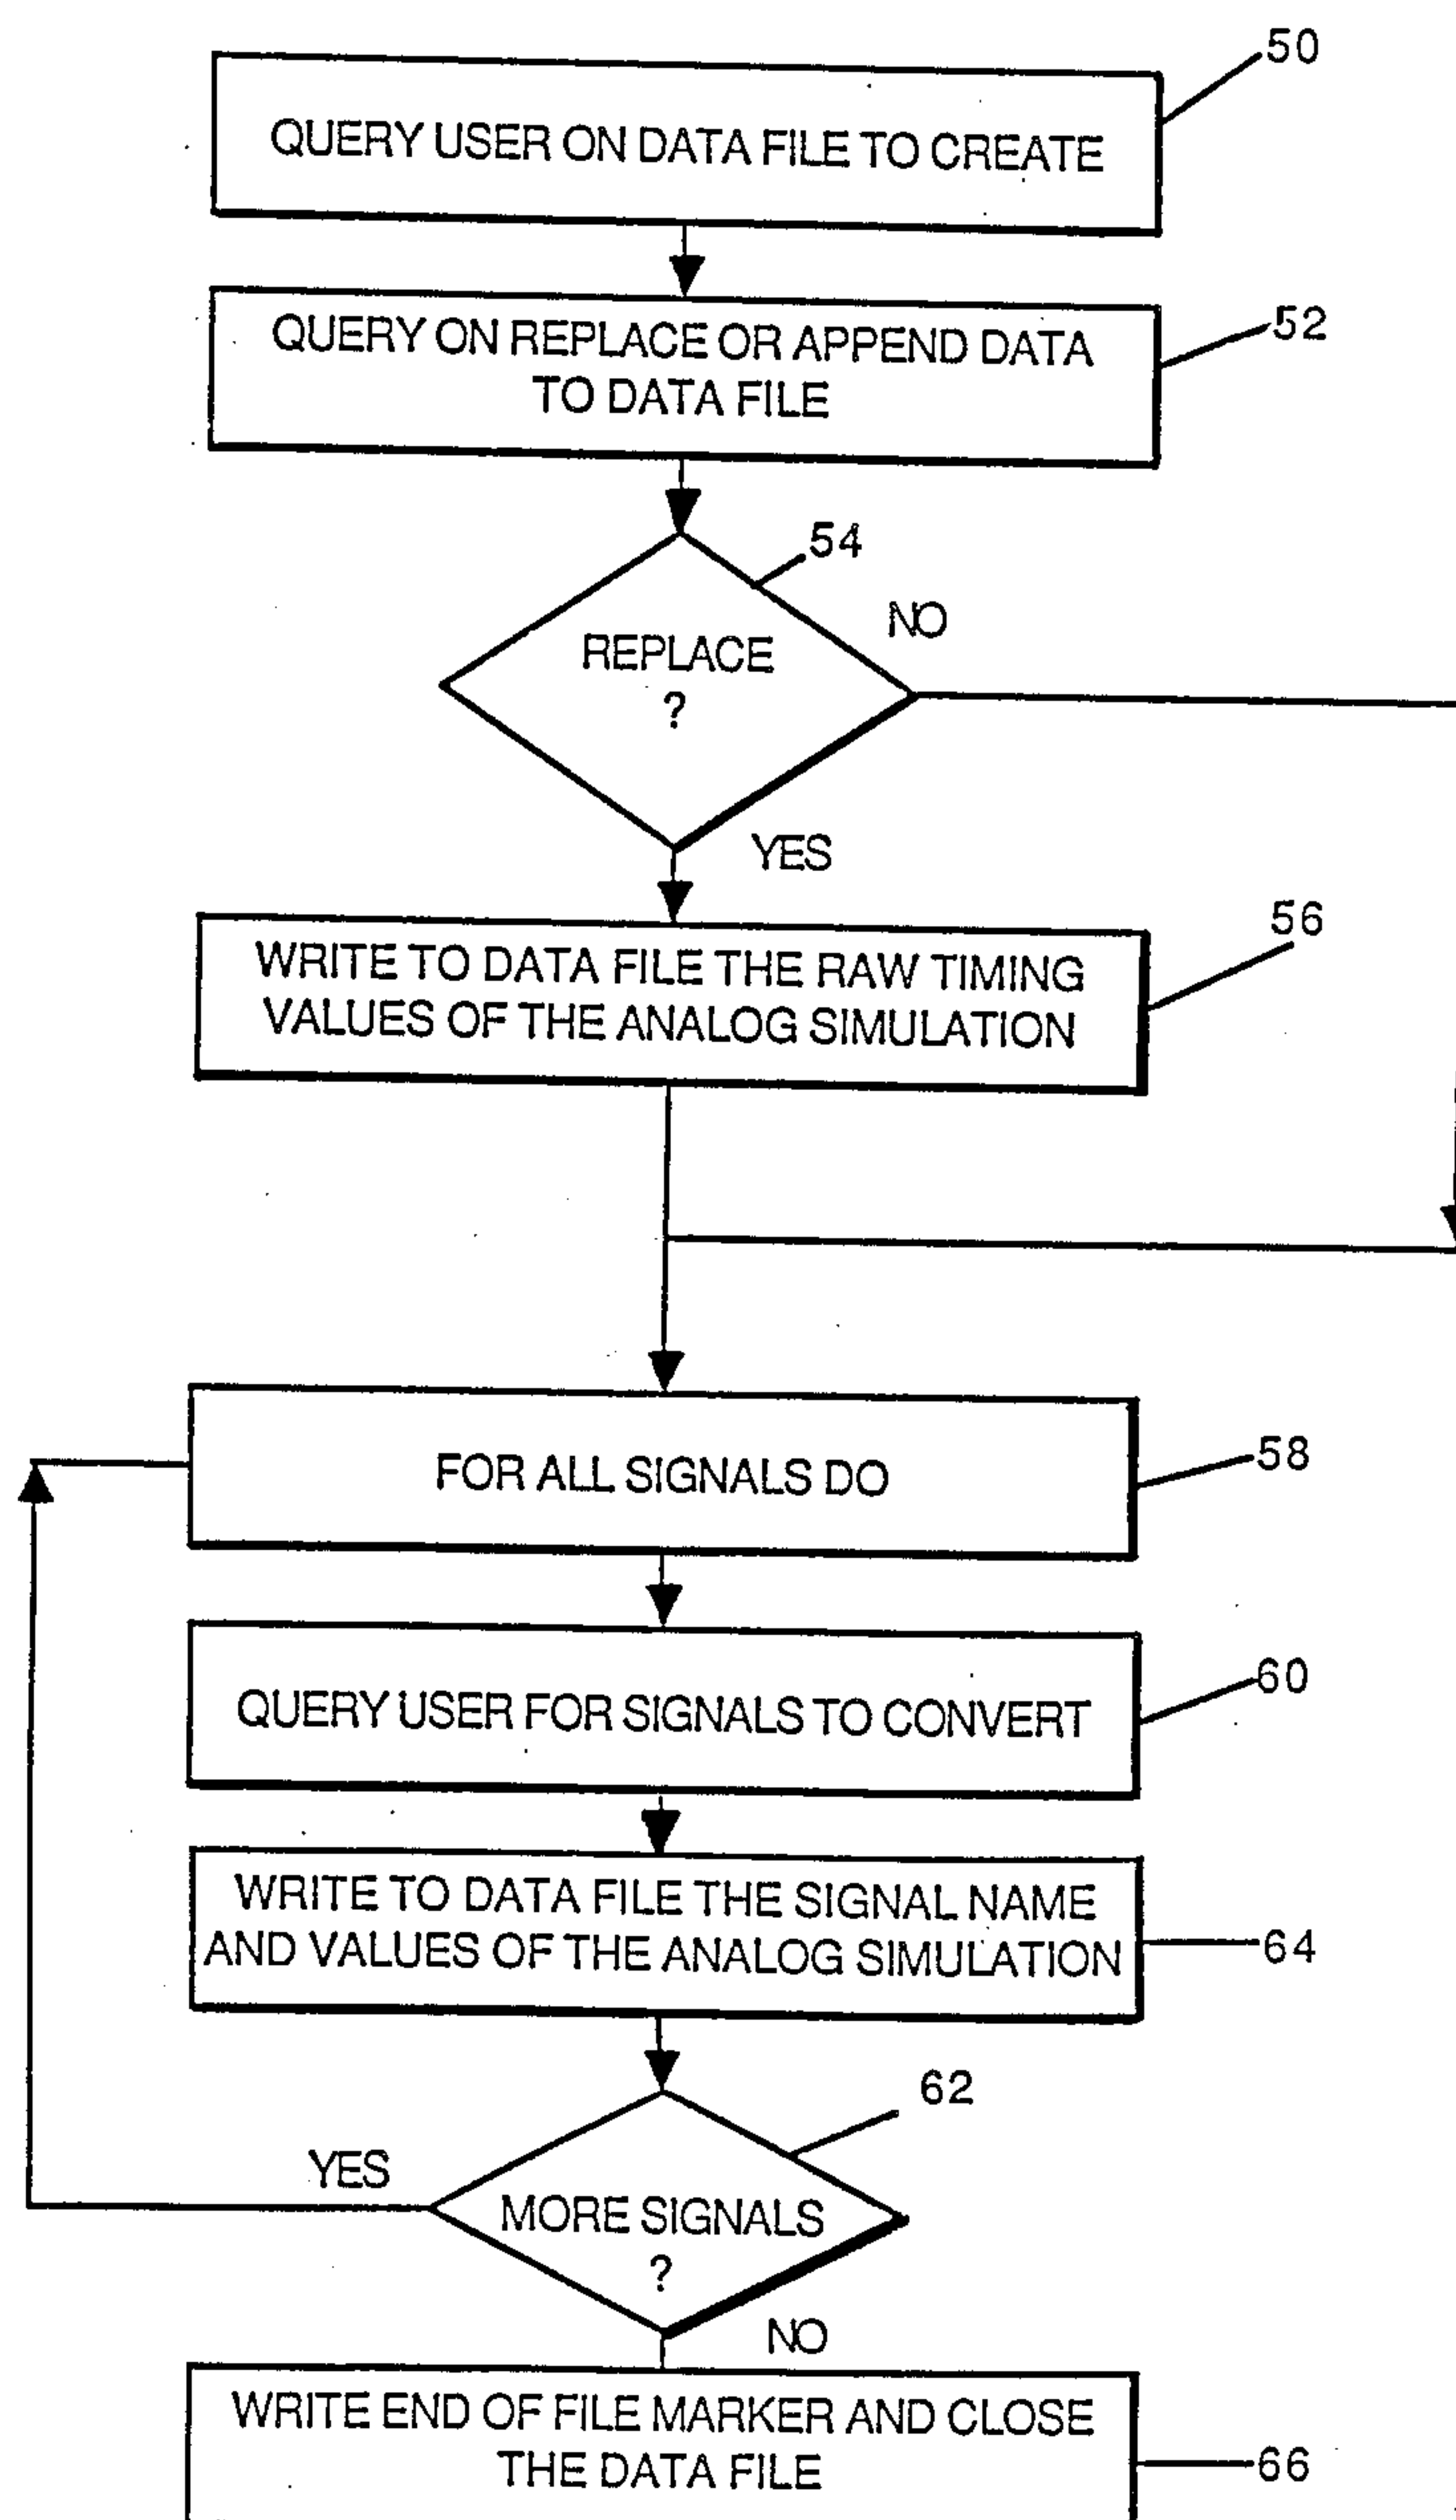 50
QUERY USER ON DATA FILE TO CREATE
52
QUERY ON REPLACE OR APPEND DATA
TO DATA FILE
54
NO
REPLACE
?
YES
56
WRITE TO DATA FILE THE RAW TIMING
VALUES OF THE ANALOG SIMULATION
58
FOR ALL SIGNALS DO
60
QUERY USER FOR SIGNALS TO CONVERT
WRITE TO DATA FILE THE SIGNAL NAME
AND VALUES OF THE ANALOG SIMULATION
64
62
YES
MORE SIGNALS
?
NO
WRITE END OF FILE MARKER AND CLOSE
THE DATA FILE
66